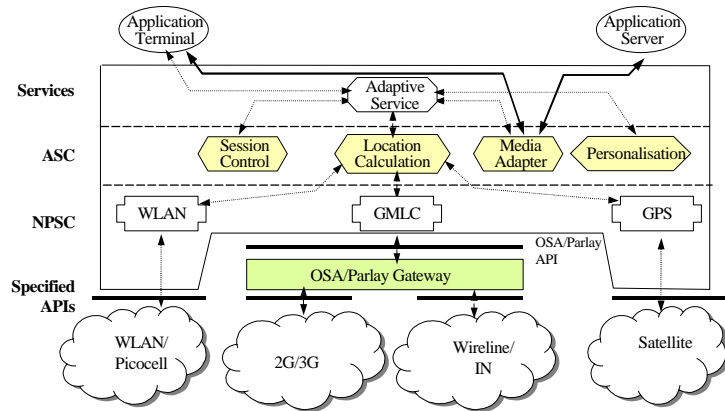 Application
Terminal
Application
Server
Services
Adaptive
Service
ASC
Session
Control
Location
Calculation
Media
Adapter
Personalisation
NPSC
WLAN
GMLC
GPS
OSA/Parlay
API
OSA/Parlay Gateway
Specified
APIs
WLAN/
Picocell
2G/3G
Wireline/
IN
Satellite